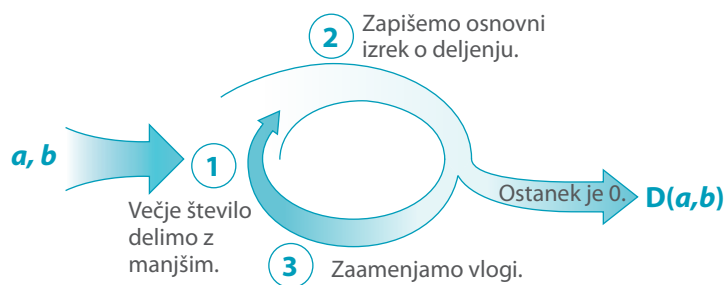 2
Zapišemo osnovni
izrek o deljenju.
a, b
1
Večje število
delimo z
manjšim.
Ostanek je 0.
D(a,b)
3
Zaamenjamo vlogi.